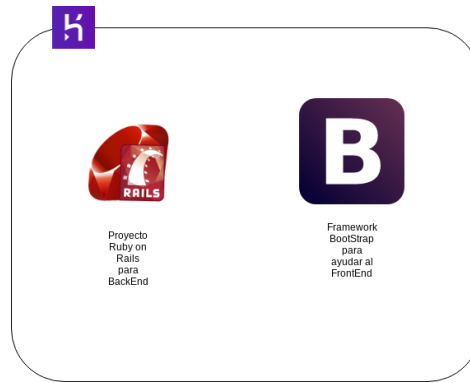 RAILS
B
Proyecto
Ruby on
Rails
para
BackEnd
Framework
BootStrap
para
ayudar al
FrontEnd